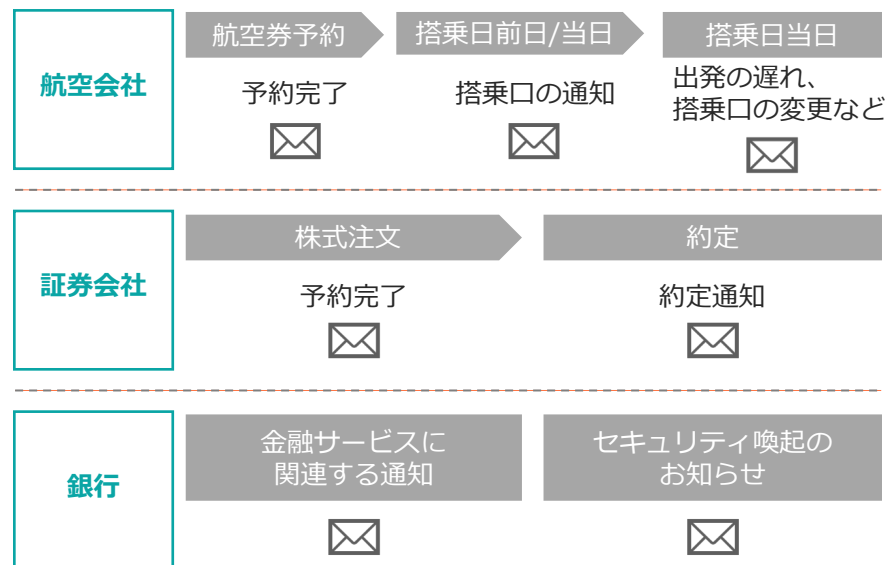 航空会社
航空券予約
搭乗日前日/当日
搭乗日当日
予約完了
搭乗口の通知
出発の遅れ、
搭乗口の変更など
証券会社
株式注文
約定
予約完了
約定通知
銀行
金融サービスに
関連する通知
セキュリティ喚起の
お知らせ